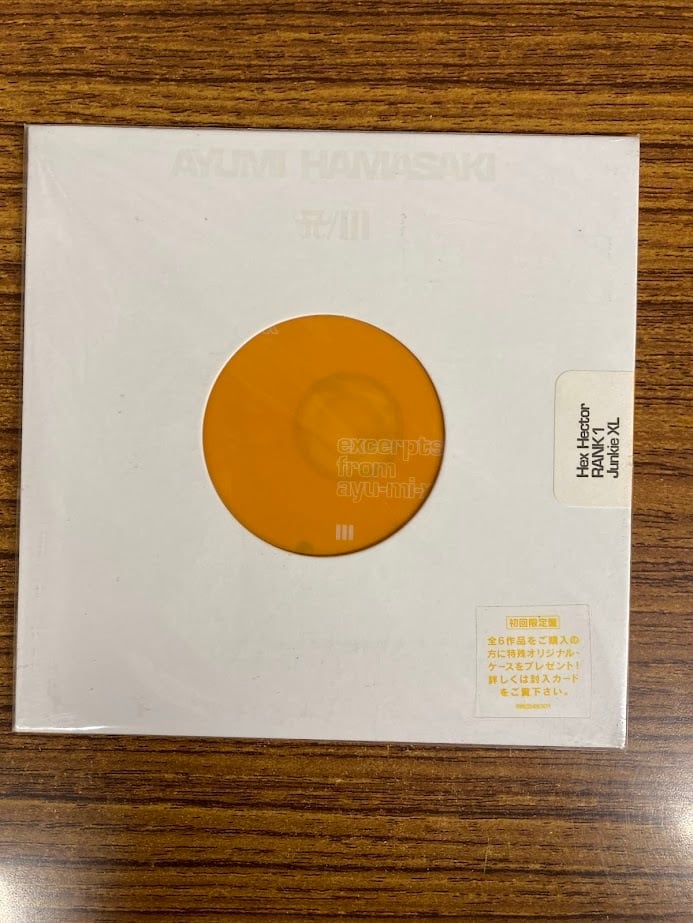 AYUMI HAMASAKI
excerpts
from
ayu-mi-
III
Hex Hector
RANK 1
Junkie XL
初回限定盤
全6作品をご購入の
方に特殊オリジナル・
ケースをプレゼント!
詳しくは封入カード
をご覧下さい。